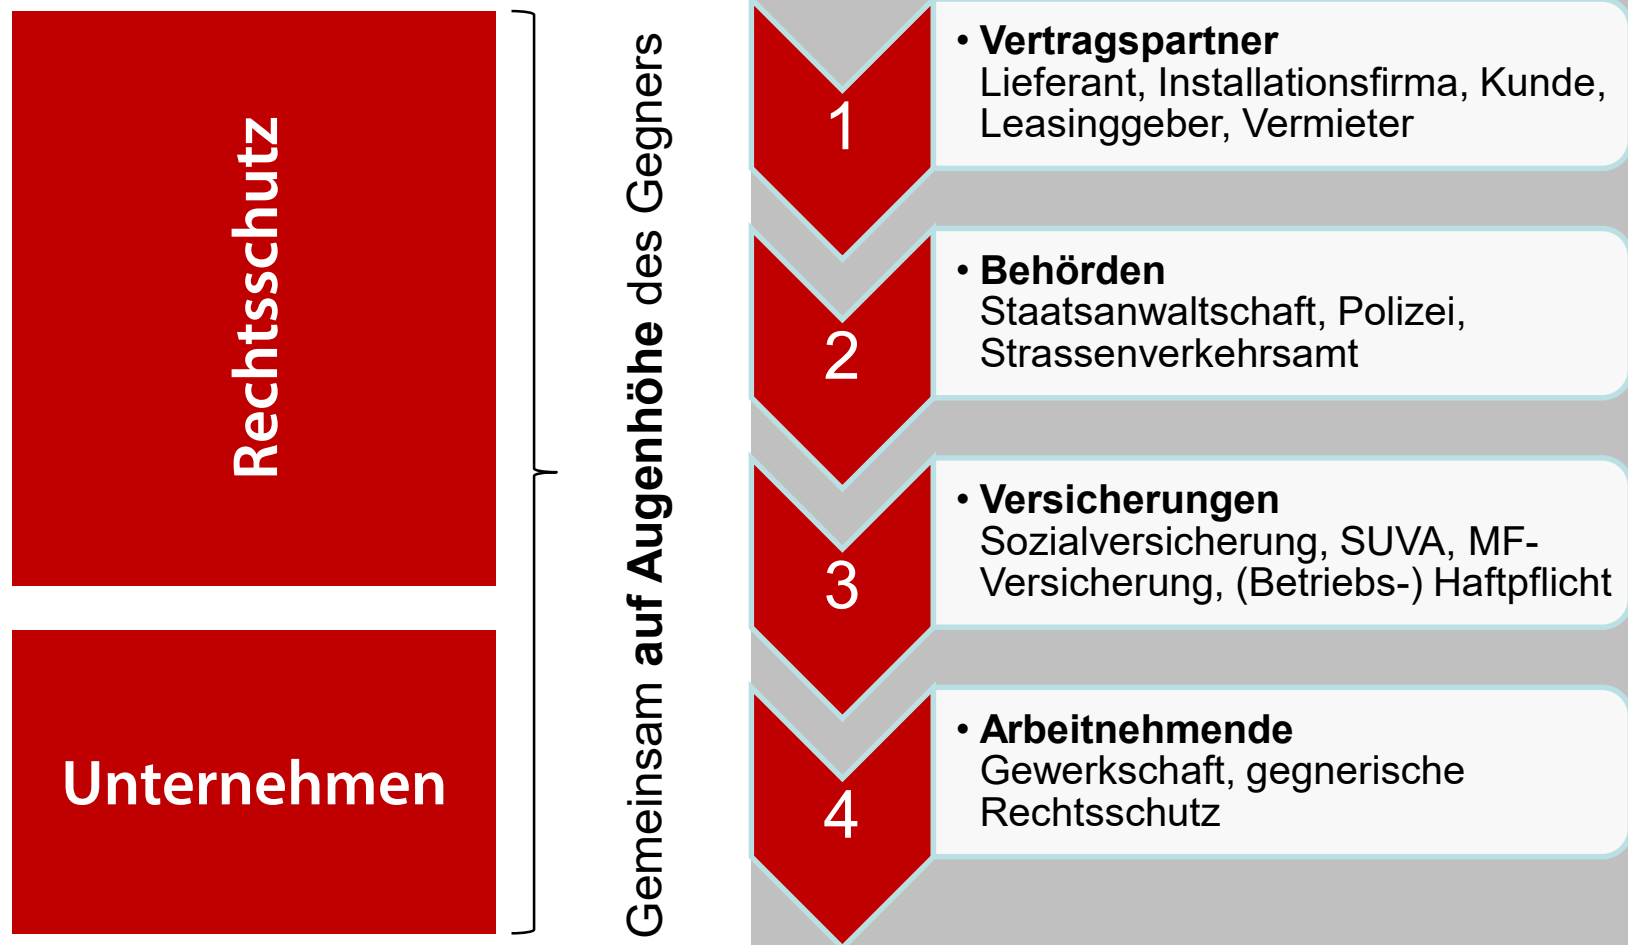 Rechtsschutz
Unternehmen
Gemeinsam auf Augenhöhe des Gegners
1
• Vertragspartner
Lieferant, Installationsfirma, Kunde,
Leasinggeber, Vermieter
2
• Behörden
Staatsanwaltschaft, Polizei,
Strassenverkehrsamt
3
• Versicherungen
Sozialversicherung, SUVA, MF-
Versicherung, (Betriebs-) Haftpflicht
4
• Arbeitnehmende
Gewerkschaft, gegnerische
Rechtsschutz